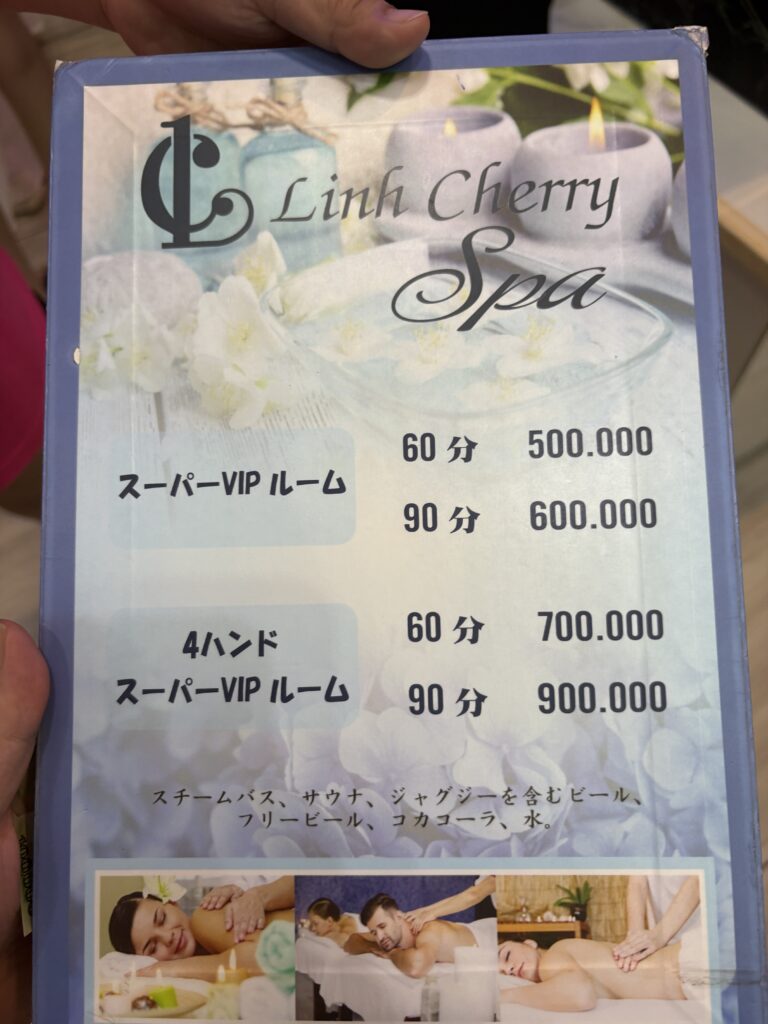 Linh Cherry
Spa
スーパーVIP ルーム
60 分 500.000
90 分 600.000
4ハンド
スーパーVIP ルーム
60 分 700.000
90 分 900.000
スチームバス、サウナ、ジャグジーを含むビール、
フリービール、コカコーラ、水。